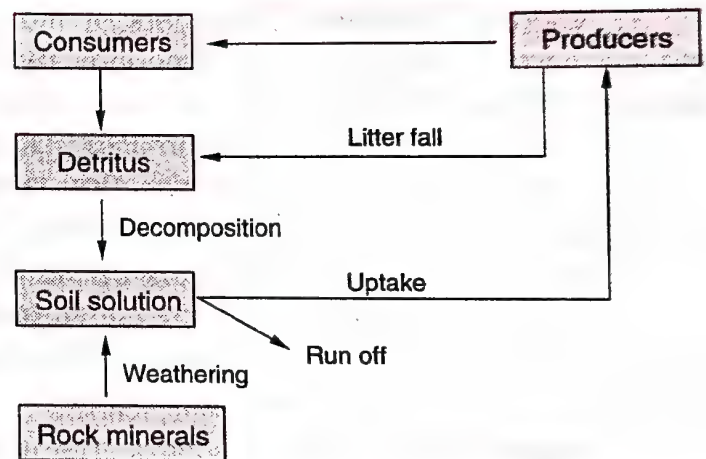 Consumers
Producers
Litter fall
Detritus
Decomposition
Uptake
Soil solution
Run off
Weathering
Rock minerals